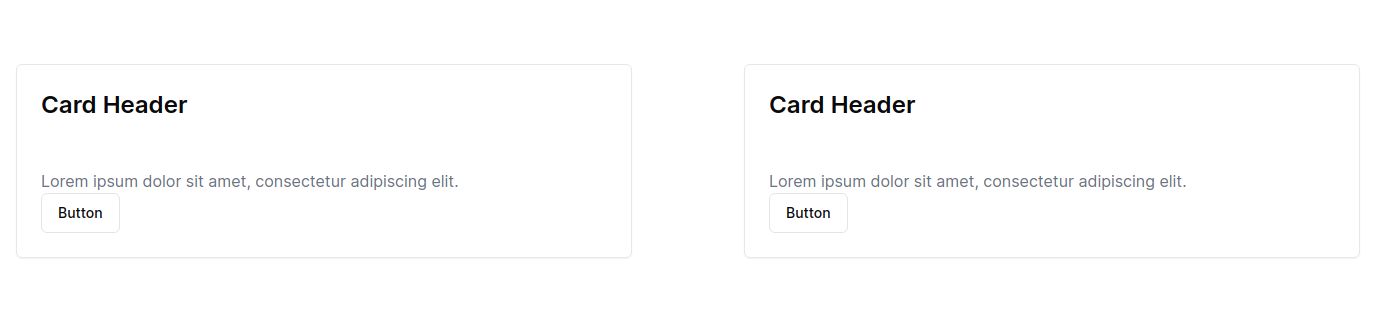 Card Header
Lorem ipsum dolor sit amet, consectetur adipiscing elit.
Button
Card Header
Lorem ipsum dolor sit amet, consectetur adipiscing elit.
Button